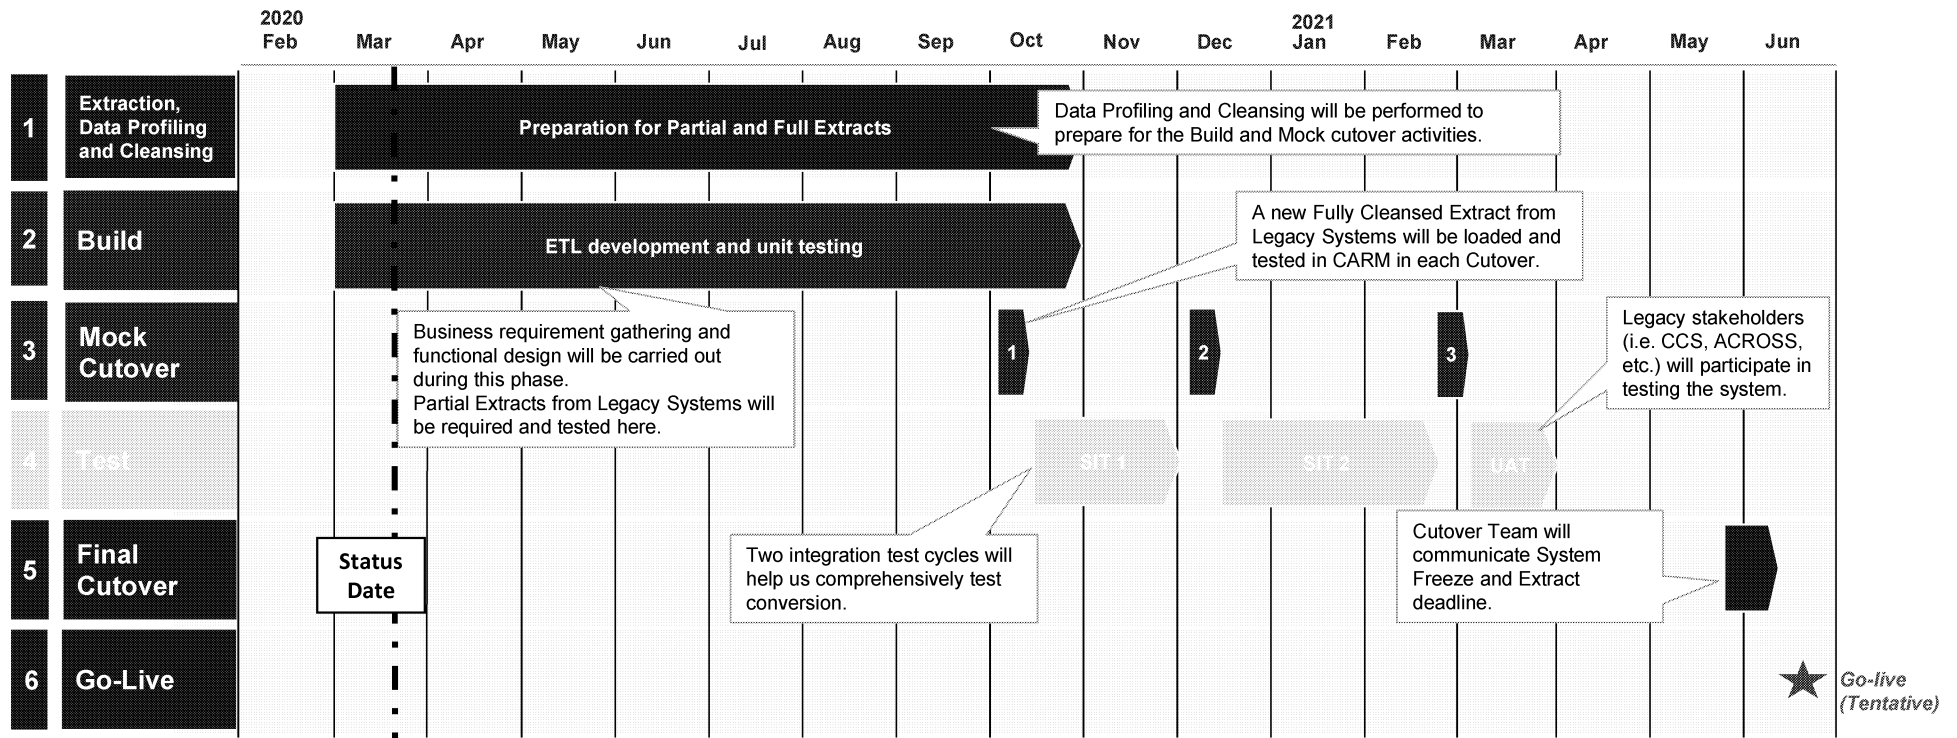 2020
Feb Mar Apr May Jun Jul Aug Sep Oct Nov Dec
2021
Jan Feb Mar Apr May Jun
1
Extraction,
Data Profiling
and Cleansing
Preparation for Partial and Full Extracts
Data Profiling and Cleansing will be performed to
prepare for the Build and Mock cutover activities.
2
Build
ETL development and unit testing
A new Fully Cleansed Extract from
Legacy Systems will be loaded and
tested in CARM in each Cutover.
Business requirement gathering and
functional design will be carried out
during this phase.
Partial Extracts from Legacy Systems will
be required and tested here.
3
Mock
Cutover
1
2
3
Legacy stakeholders
(i.e. CCS, ACROSS,
etc.) will participate in
testing the system.
4
Test
SIT 1
SIT 2
UAT
Two integration test cycles will
help us comprehensively test
conversion.
5
Final
Cutover
Status
Date
Cutover Team will
communicate System
Freeze and Extract
deadline.
6
Go-Live
Go-live
(Tentative)